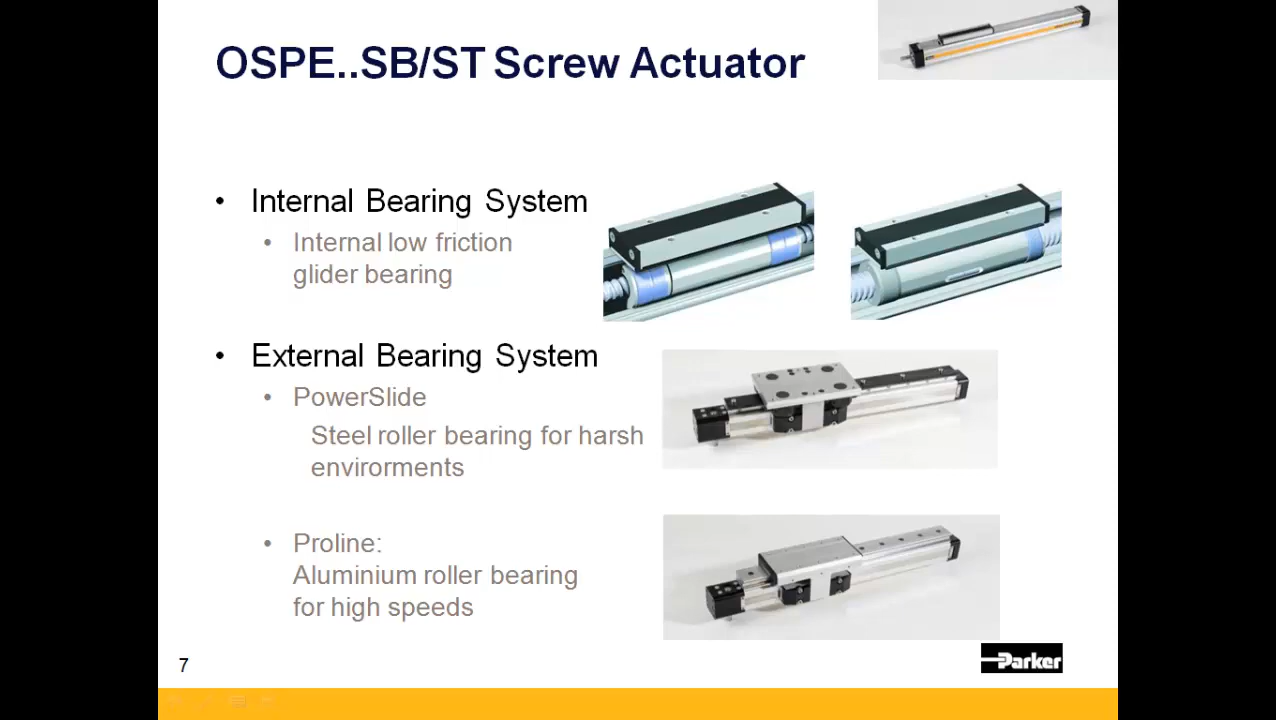 OSPE..SB/ST Screw Actuator
• Internal Bearing System
• Internal low friction
glider bearing
• External Bearing System
• PowerSlide
Steel roller bearing for harsh
envirorments
• Proline:
Aluminium roller bearing
for high speeds
7
Parker